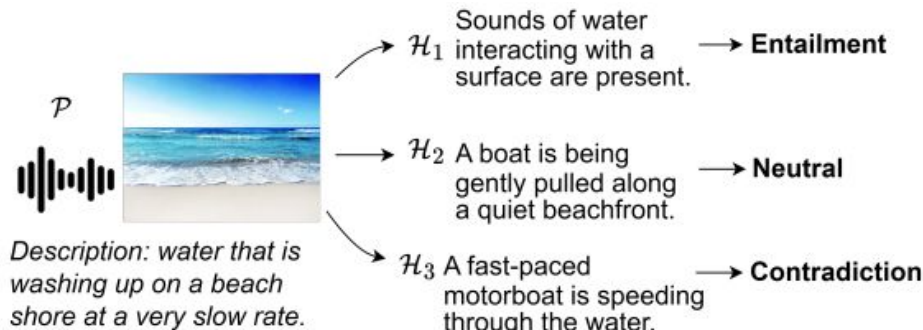 P
Description: water that is
washing up on a beach
shore at a very slow rate.
H1 Sounds of water
interacting with a
surface are present.
Entailment
H2 A boat is being
gently pulled along
a quiet beachfront.
Neutral
H3 A fast-paced
motorboat is speeding
through the water.
Contradiction